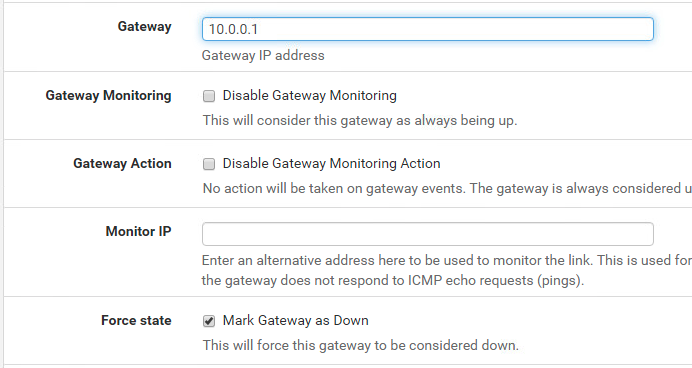 Gateway
10.0.0.1
Gateway IP address
Gateway Monitoring
Disable Gateway Monitoring
This will consider this gateway as always being up.
Gateway Action
Disable Gateway Monitoring Action
No action will be taken on gateway events. The gateway is always considered u
Monitor IP
Enter an alternative address here to be used to monitor the link. This is used for
the gateway does not respond to ICMP echo requests (pings).
Force state
Mark Gateway as Down
This will force this gateway to be considered down.